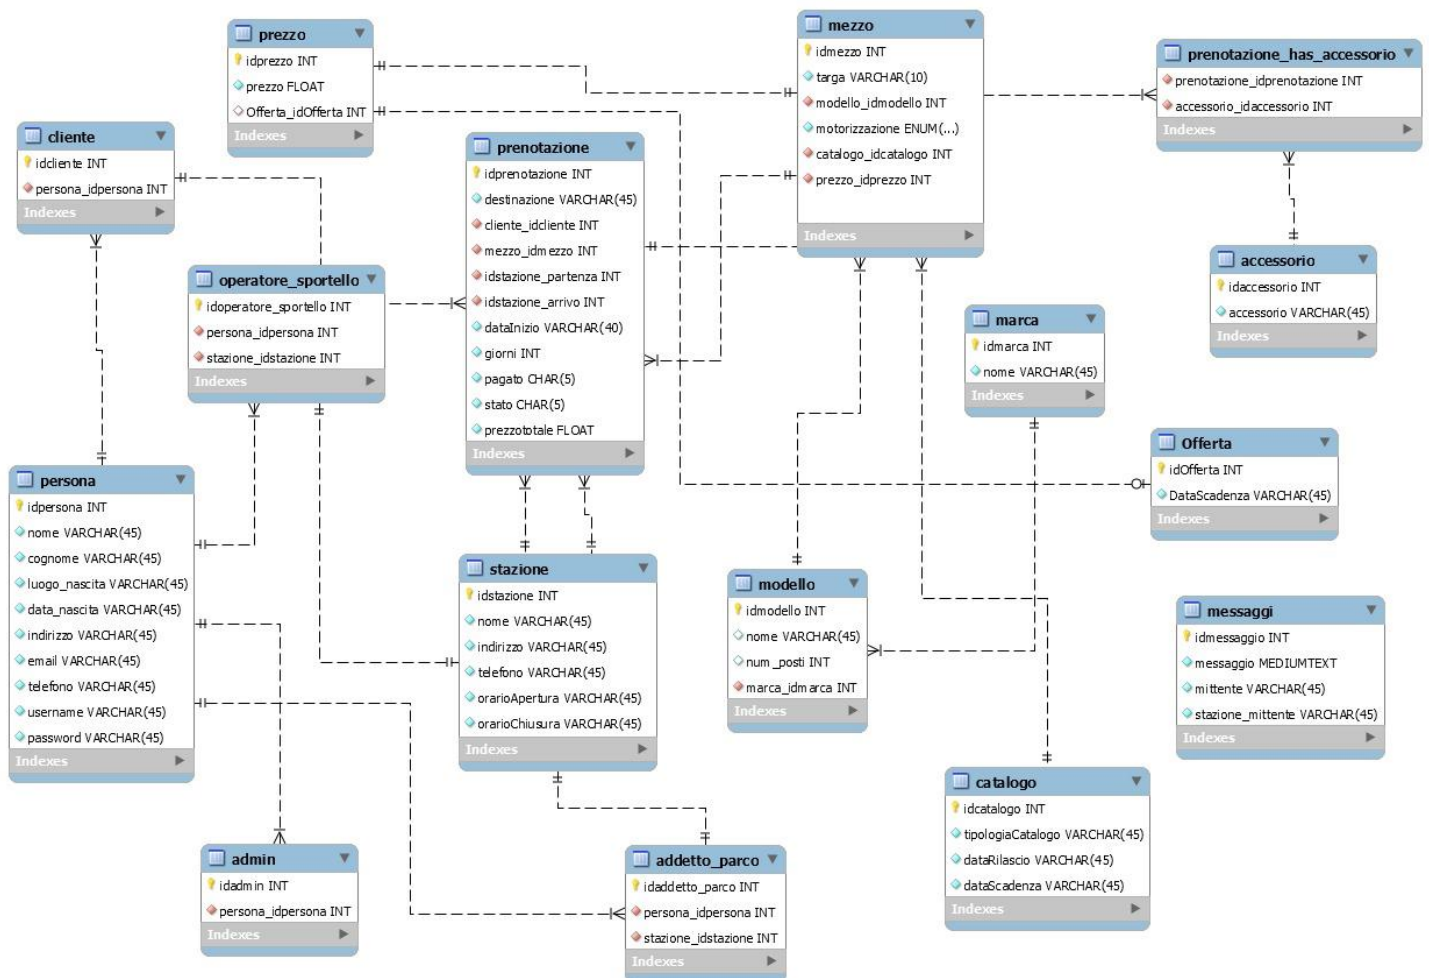 prezzo
idprezzo INT
prezzo FLOAT
Offerta_idOfferta INT
Indexes
mezzo
idmezzo INT
targa VARCHAR(10)
modello_idmodello INT
motorizzazione ENUM(...)
catalogo_idcatalogo INT
prezzo_idprezzo INT
Indexes
prenotazione_has_accessorio
prenotazione_idprenotazione INT
accessorio_idaccessorio INT
Indexes
cliente
idcliente INT
persona_idpersona INT
Indexes
prenotazione
idprenotazione INT
destinazione VARCHAR(45)
cliente_idcliente INT
mezzo_idmezzo INT
idstazione_partenza INT
idstazione_arrivo INT
dataInizio VARCHAR(40)
giorni INT
pagato CHAR(5)
stato CHAR(5)
prezzototale FLOAT
Indexes
operatore_sportello
idoperatore_sportello INT
persona_idpersona INT
stazione_idstazione INT
Indexes
accessorio
idaccessorio INT
accessorio VARCHAR(45)
Indexes
marca
idmarca INT
nome VARCHAR(45)
Indexes
Offerta
idOfferta INT
DataScadenza VARCHAR(45)
Indexes
persona
idpersona INT
nome VARCHAR(45)
cognome VARCHAR(45)
luogo_nascita VARCHAR(45)
data_nascita VARCHAR(45)
indirizzo VARCHAR(45)
email VARCHAR(45)
telefono VARCHAR(45)
username VARCHAR(45)
password VARCHAR(45)
Indexes
stazione
idstazione INT
nome VARCHAR(45)
indirizzo VARCHAR(45)
telefono VARCHAR(45)
orarioApertura VARCHAR(45)
orarioChiusura VARCHAR(45)
Indexes
modello
idmodello INT
nome VARCHAR(45)
num_posti INT
marca_idmarca INT
Indexes
messaggi
idmessaggio INT
messaggio MEDIUMTEXT
mittente VARCHAR(45)
stazione_mittente VARCHAR(45)
Indexes
catalogo
idcatalogo INT
tipologiaCatalogo VARCHAR(45)
dataRilascio VARCHAR(45)
dataScadenza VARCHAR(45)
Indexes
admin
idadmin INT
persona_idpersona INT
Indexes
addetto_parco
idaddetto_parco INT
persona_idpersona INT
stazione_idstazione INT
Indexes